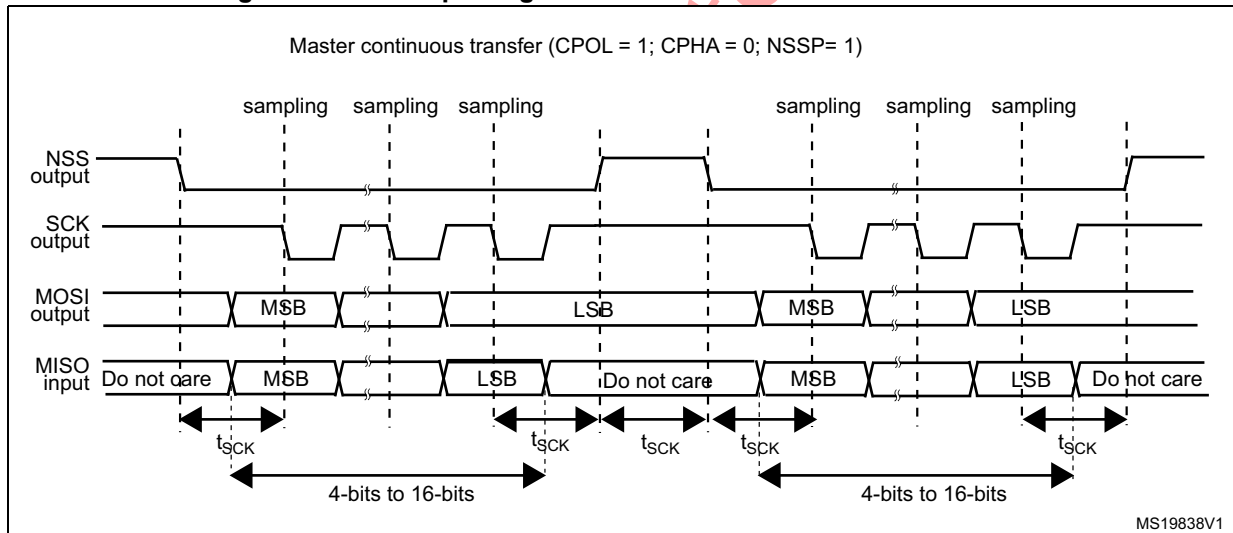 Master continuous transfer (CPOL = 1; CPHA = 0; NSSP= 1)
sampling sampling sampling sampling sampling sampling
NSS
output
SCK
output
MOSI
output
MSB LSB MSB LSB
MISO
input
Do not care MSB LSB Do not care MSB LSB Do not care
tSCK tSCK tSCK tSCK tSCK
4-bits to 16-bits 4-bits to 16-bits
MS19838V1